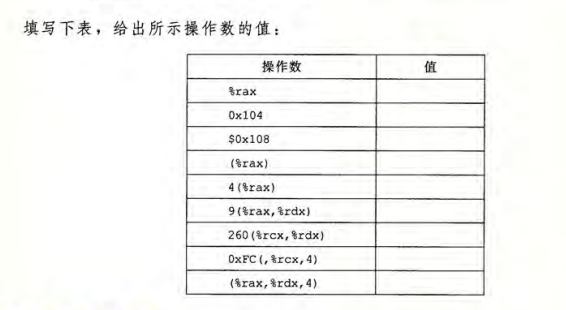 填写下表，给出所示操作数的值：
操作数 值
%rax
0x104
$0x108
(%rax)
4(%rax)
9(%rax,%rdx)
260(%rcx,%rdx)
0xFC(,%rcx,4)
(%rax,%rdx,4)